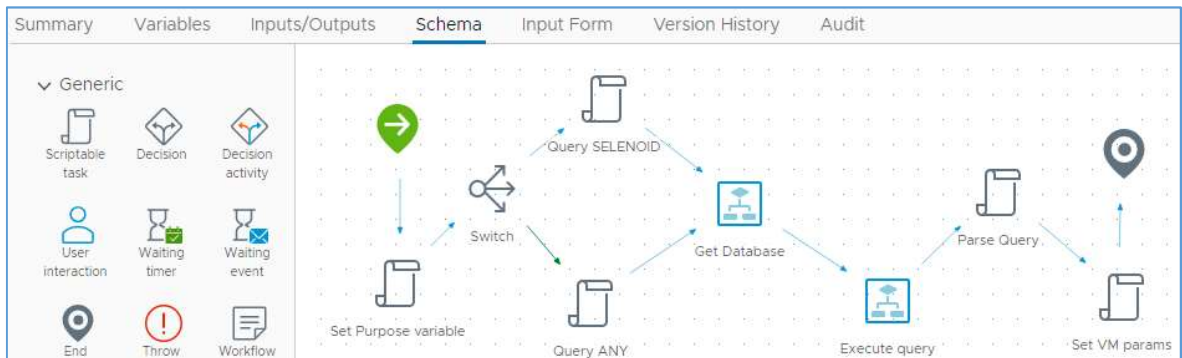 Summary Variables Inputs/Outputs Schema Input Form Version History Audit
Generic
Scriptable
task
Decision
Decision
activity
User
interaction
Waiting
timer
Waiting
event
End
Throw
Workflow
Query SELENOID
Switch
Set Purpose variable
Query ANY
Get Database
Execute query
Parse Query
Set VM params